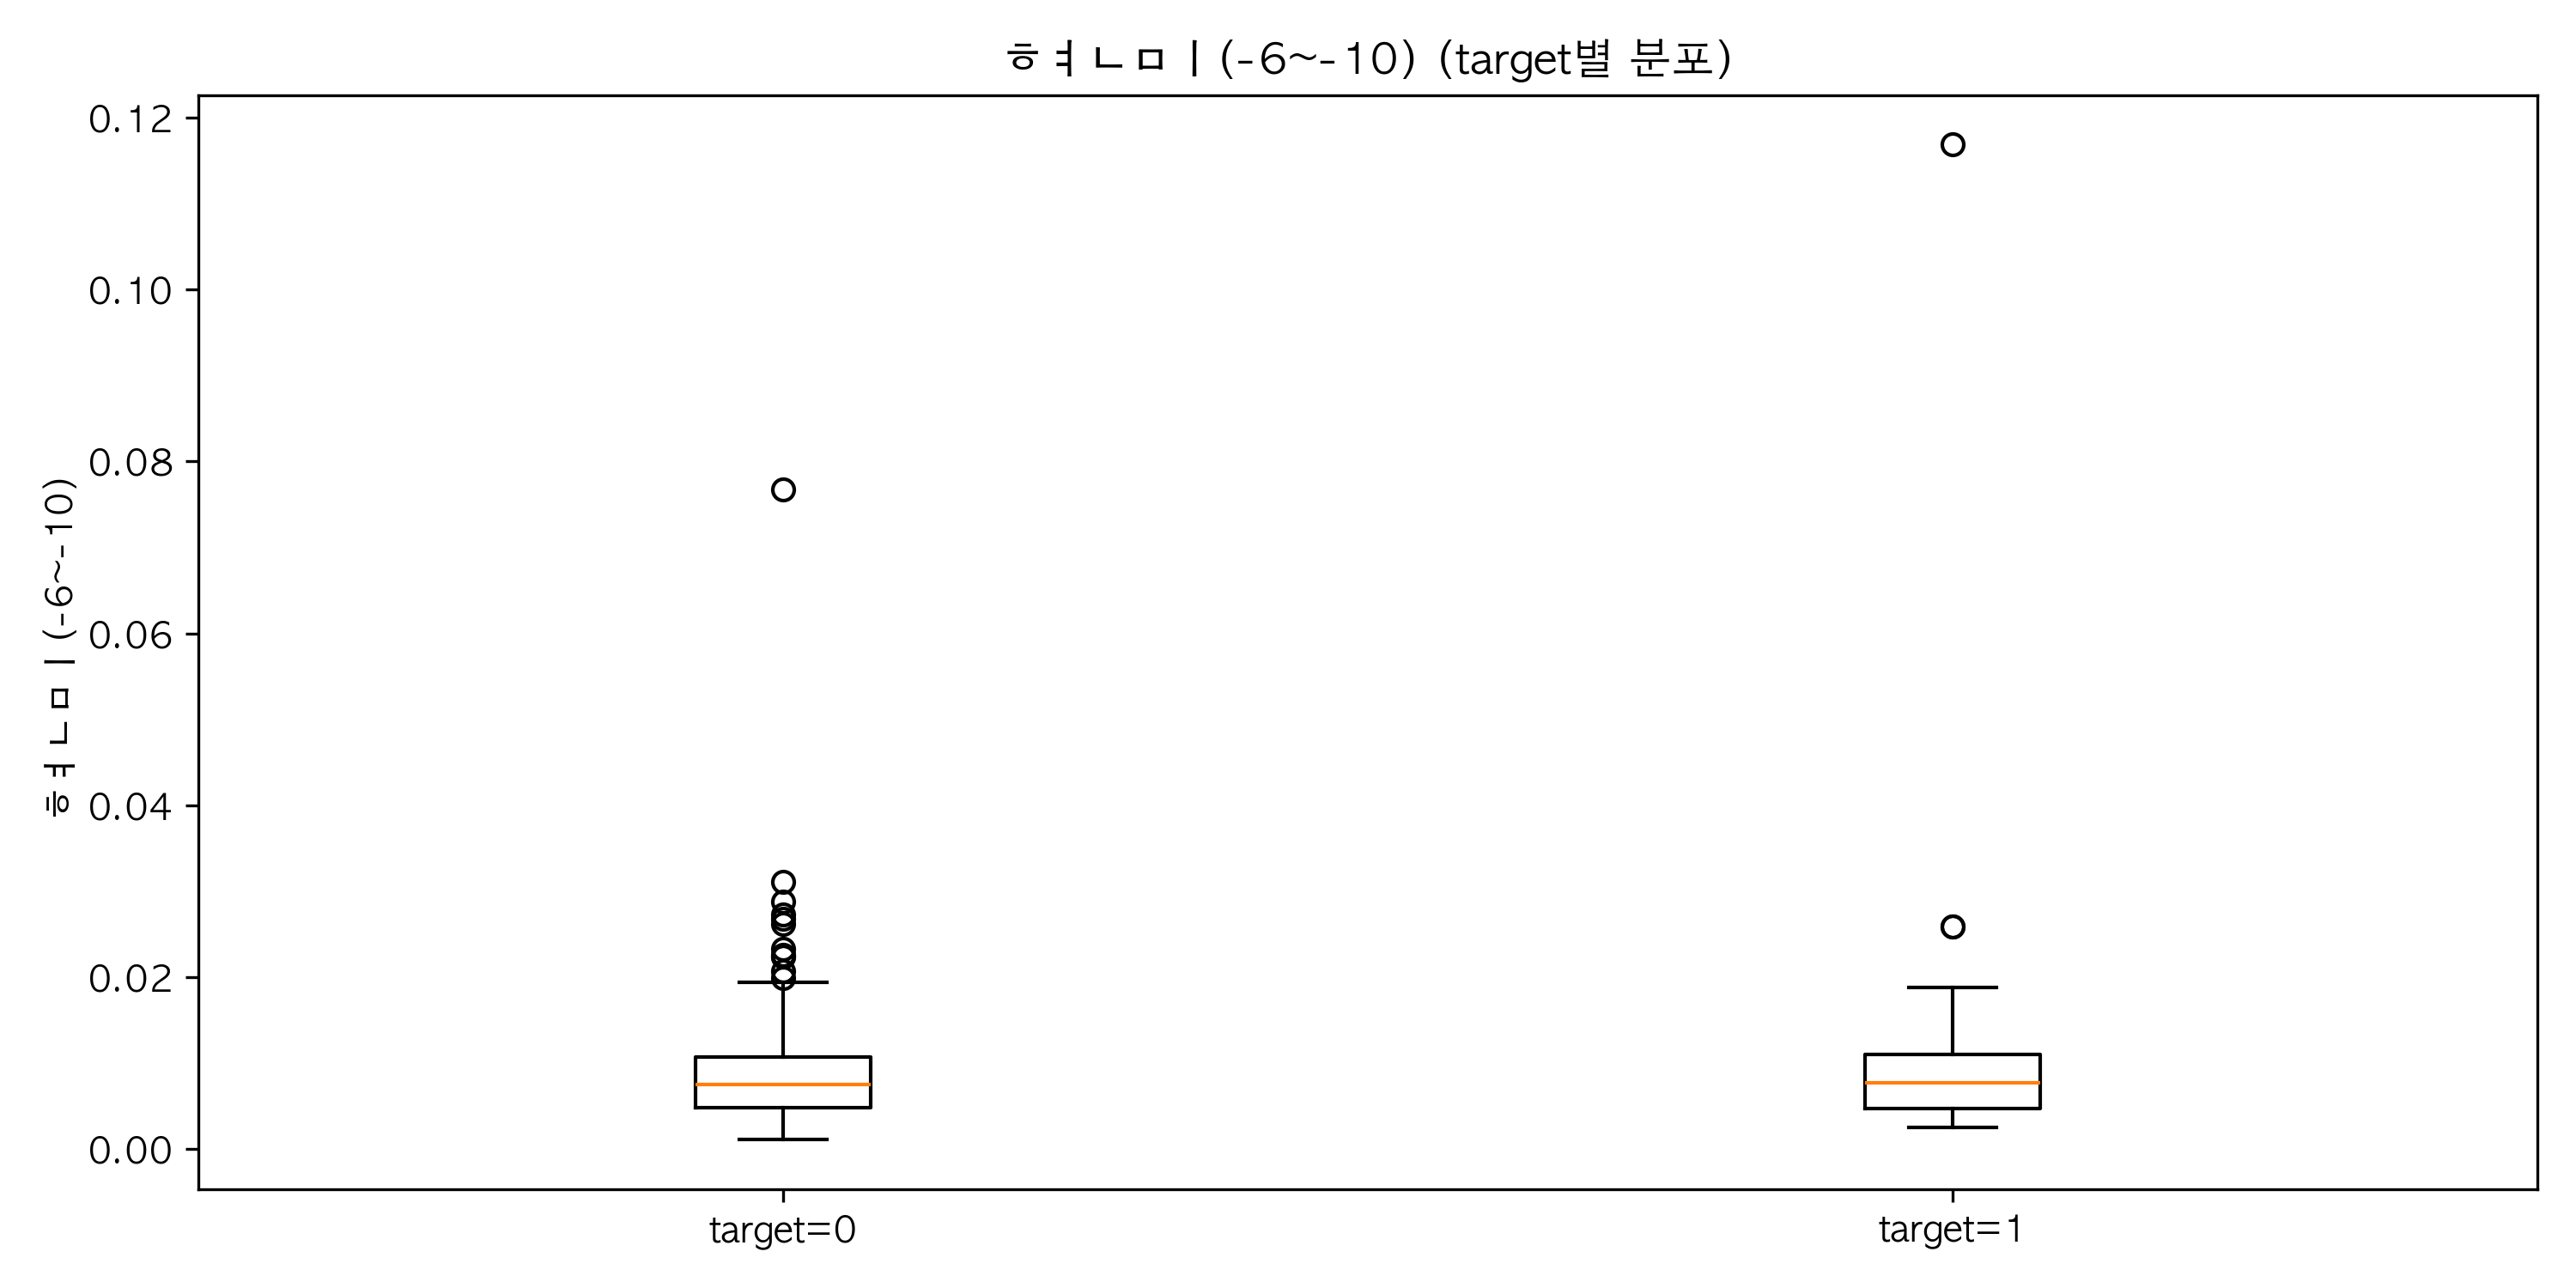 ㅎㅕㄴㅁㅣ(-6~-10) (target별 분포)
ㅎㅕㄴㅁㅣ(-6~-10)
0.12
0.10
0.08
0.06
0.04
0.02
0.00
target=0
target=1